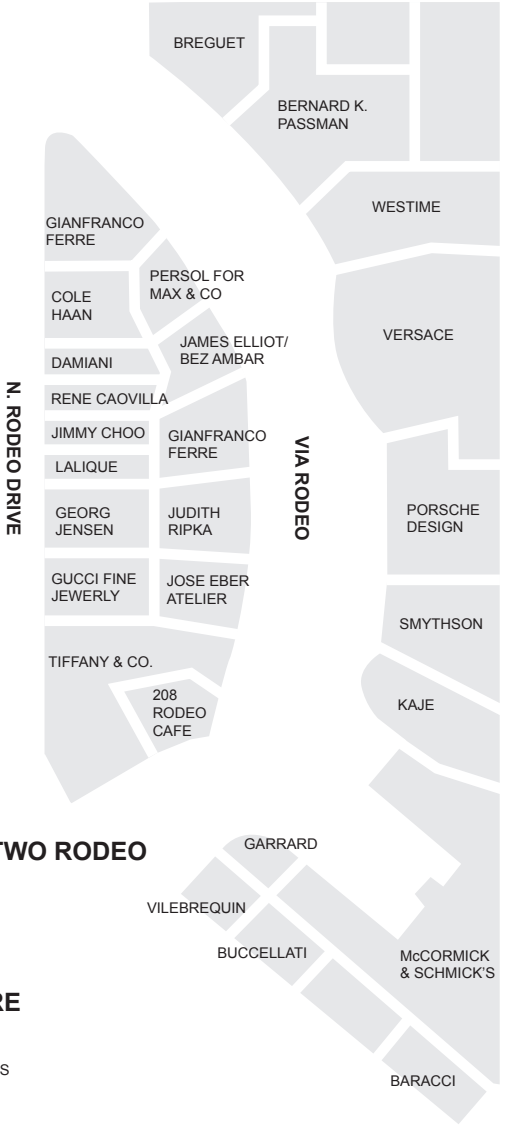 BREGUET
BERNARD K.
PASSMAN
WESTIME
GIANFRANCO
FERRE
PERSOL FOR
MAX & CO
COLE
HAAN
VERSACE
JAMES ELLIOT/
BEZ AMBAR
DAMIANI
RENE CAOVILLA
JIMMY CHOO
GIANFRANCO
FERRE
LALIQUE
N. RODEO DRIVE
VIA RODEO
GEORG
JENSEN
JUDITH
RIPKA
PORSCHE
DESIGN
GUCCI FINE
JEWERLY
JOSE EBER
ATELIER
SMYTHSON
TIFFANY & CO.
208
RODEO
CAFE
KAJE
TWO RODEO
GARRARD
VILEBREQUIN
BUCCELLATI
McCORMICK
& SCHMICK'S
RE
S
BARACCI